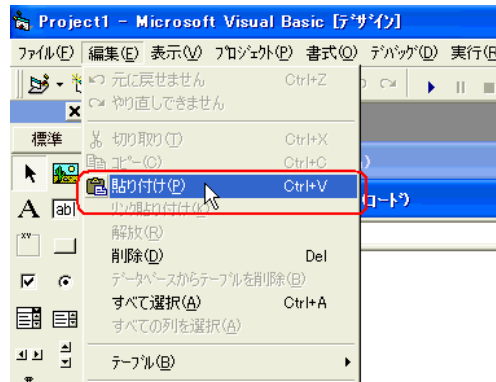 Project1 - Microsoft Visual Basic [ﾃﾞｻﾞｲﾝ]
ﾌｧｲﾙ(F) 編集(E) 表示(V) ﾌﾟﾛｼﾞｪｸﾄ(P) 書式(O) ﾃﾞﾊﾞｯｸﾞ(D) 実行(R
元に戻せません Ctrl+Z
やり直しできません
標準
切り取り(T) Ctrl+X
ｺﾋﾟｰ(C) Ctrl+C
)
貼り付け(P) Ctrl+V
ｺｰﾄﾞ)
A ab|
ﾘﾝｸ貼り付け(K)
解放(R)
xy
削除(D) Del
ﾃﾞｰﾀﾍﾞｰｽからﾃｰﾌﾞﾙを削除(B)
すべて選択(A) Ctrl+A
すべての列を選択(A)
ﾃｰﾌﾞﾙ(B)